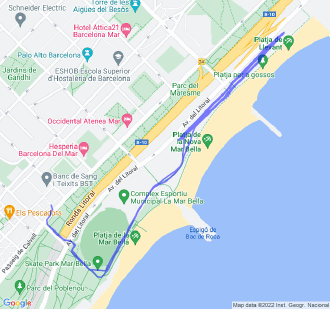 Schneider Electric
Torre de les
Aigües del Besòs
Hotel Attica21
Barcelona Mar
B-10
Platja de
Llevant
Palo Alto Barcelona
Platja pelts gossos
ESHOB Escola Superior
d'Hostaleria de Barcelona
Jardins de
Gandhi
Parc del
Maresme
Av. del Litoral
Occidental Atenea Mar
B-10
Platja de
la Nova
Mar Bella
Hesperia
Barcelona Del Mar
Av. del Litoral
Banc de Sang
i Teixits BST
Complex Esportiu
Municipal La Mar Bella
Ronda Litoral
Els Pescadors
Av. del Litoral
Passeig de Calvell
Platja de la
Mar Bella
Espigó de
Bac de Roda
Skate Park Mar Bella
Parc del Poblenou
Google
Map data ©2022 Inst. Geogr. Nacional